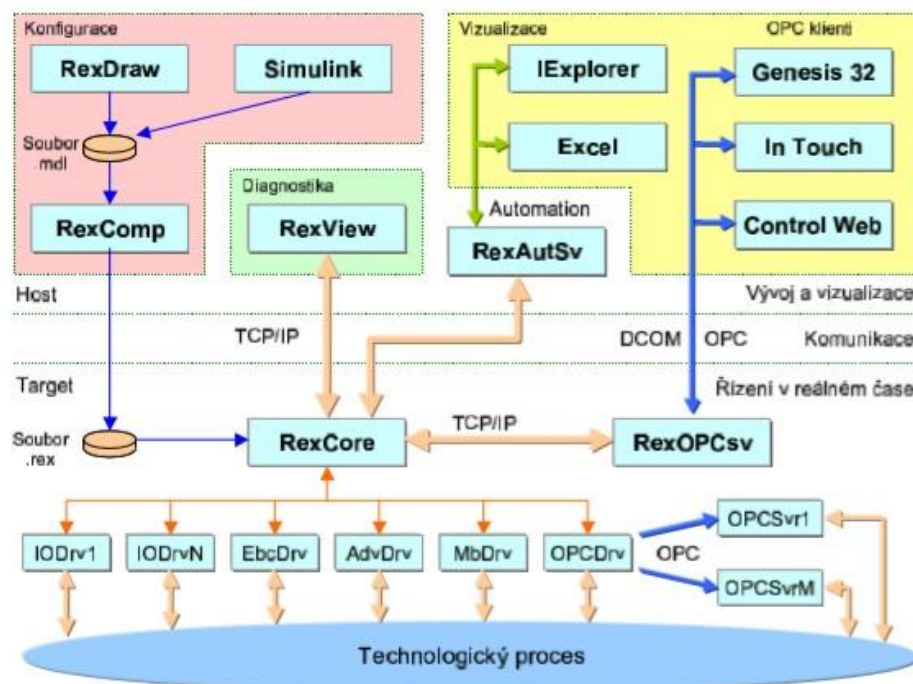 Konfigurace
RexDraw
Simulink
Soubor
.mdl
RexComp
Diagnostika
RexView
Vizualizace
OPC klienti
IExplorer
Genesis 32
Excel
In Touch
Automation
Control Web
RexAutSv
Host
Vývoj a vizualizace
TCP/IP
DCOM
OPC
Komunikace
Target
Řízení v reálném čase
Soubor
.rex
RexCore
TCP/IP
RexOPCsv
IODrv1
IODrvN
EbcDrv
AdvDrv
MbDrv
OPCDrv
OPC
OPCSvr1
OPCSvrM
Technologický proces